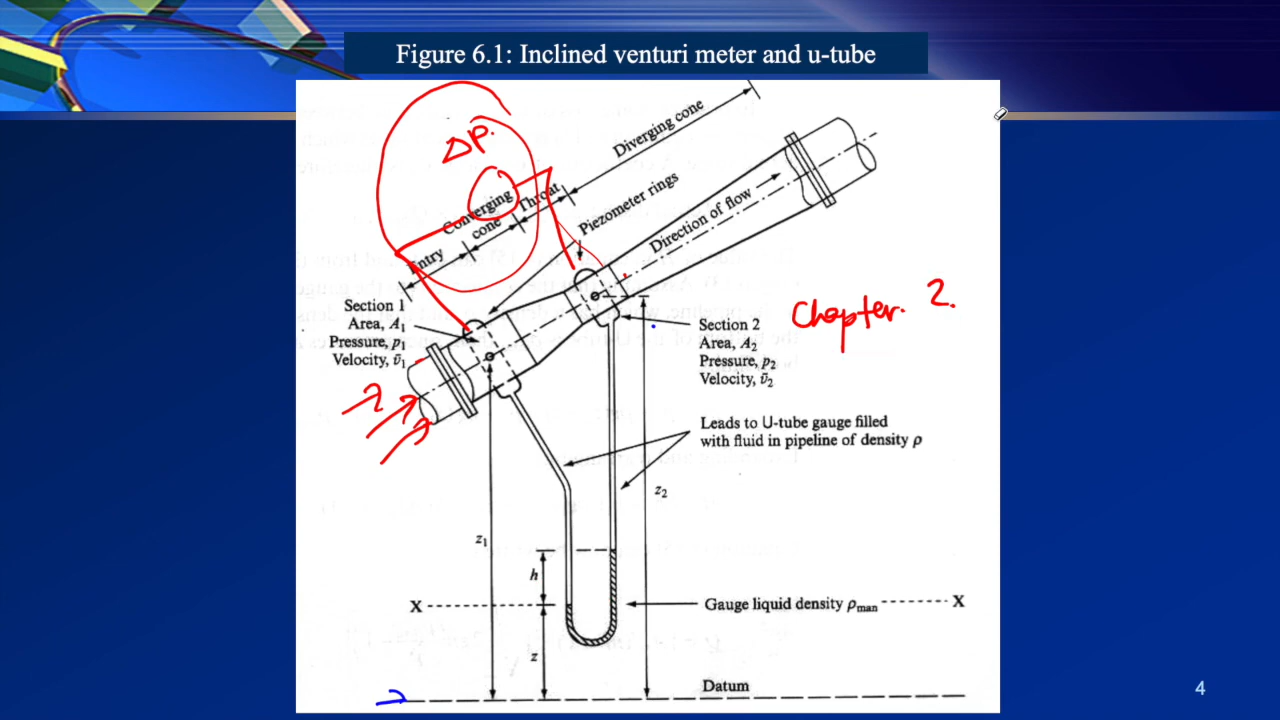 Figure 6.1: Inclined venturi meter and u-tube
Δp.
Diverging cone
Converging
cone
Throat
Entry
Piezometer rings
Direction of flow
Section 1
Area, A₁
Pressure, p₁
Velocity, v̄₁
Chapter. 2.
Section 2
Area, A₂
Pressure, p₂
Velocity, v̄₂
Leads to U-tube gauge filled
with fluid in pipeline of density ρ
z₂
z₁
h
X
Gauge liquid density ρman
X
z
Datum
4